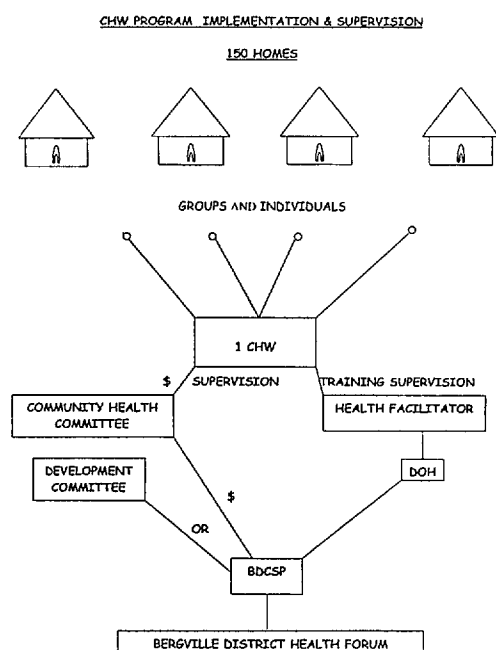 CHW PROGRAM IMPLEMENTATION & SUPERVISION
150 HOMES
GROUPS AND INDIVIDUALS
1 CHW
$ SUPERVISION
TRAINING SUPERVISION
COMMUNITY HEALTH
COMMITTEE
HEALTH FACILITATOR
DEVELOPMENT
COMMITTEE
DOH
$
OR
BDCSP
BERGVILLE DISTRICT HEALTH FORUM